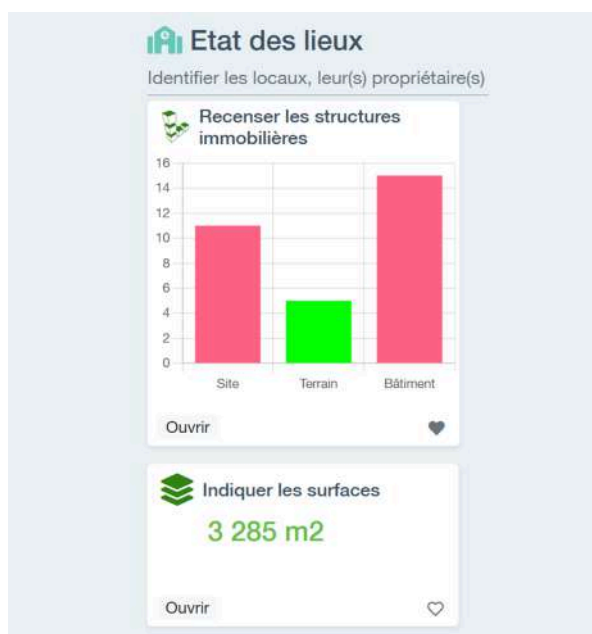 Etat des lieux
Identifier les locaux, leur(s) propriétaire(s)
Recenser les structures
immobilières
16
14
12
10
8
6
4
2
0
Site Terrain Bâtiment
Ouvrir
Indiquer les surfaces
3 285 m2
Ouvrir